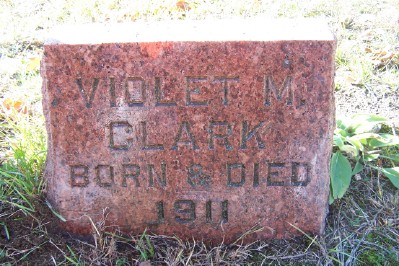 VIOLET M.
CLARK
BORN & DIED
1911